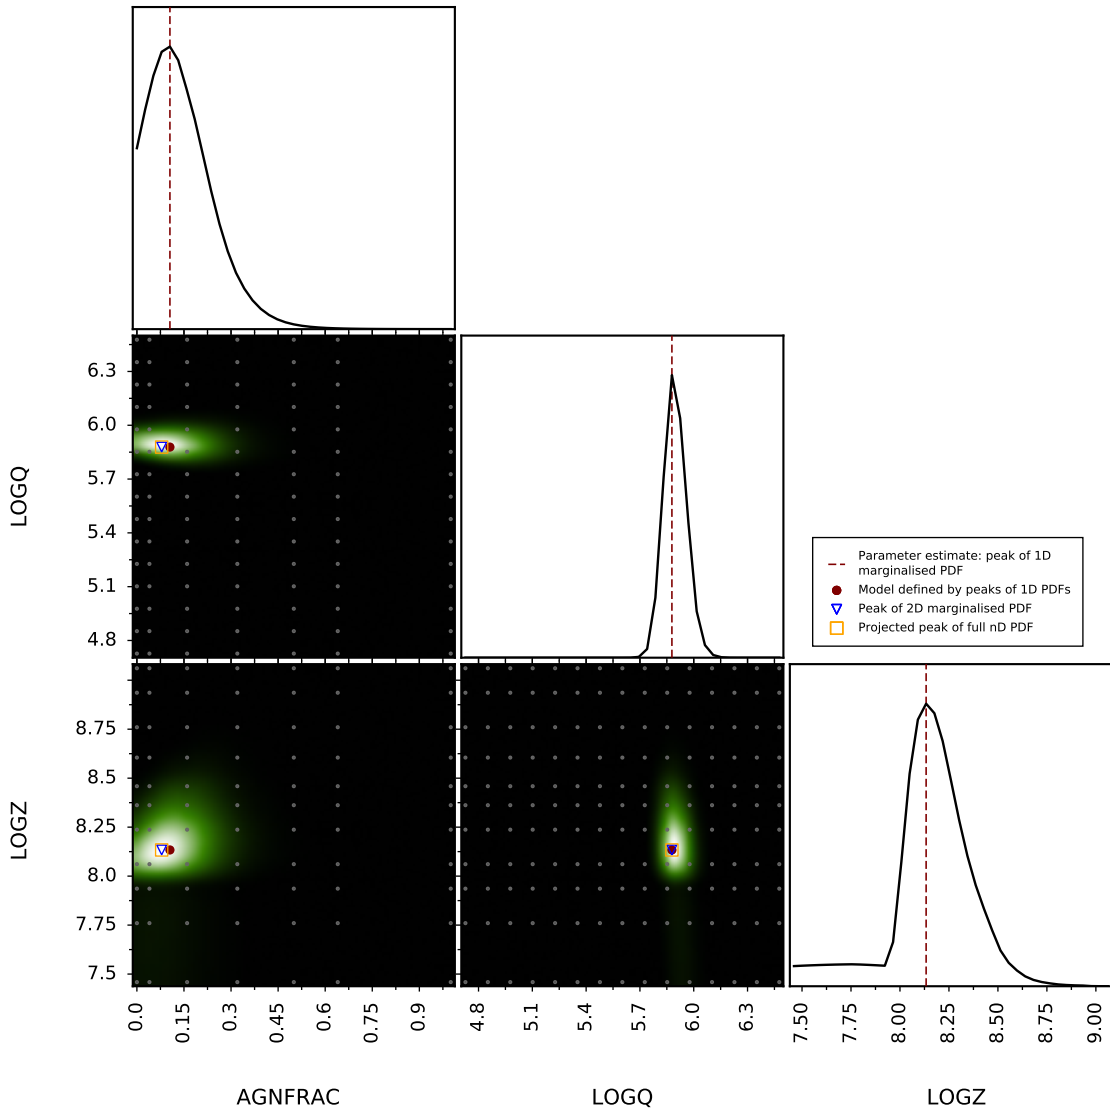 6.3
6.0
5.7
5.4
5.1
4.8
LOGQ
Parameter estimate: peak of 1D
marginalised PDF
Model defined by peaks of 1D PDFs
Peak of 2D marginalised PDF
Projected peak of full nD PDF
8.75
8.5
8.25
8.0
7.75
7.5
LOGZ
0.0 0.15 0.3 0.45 0.6 0.75 0.9
4.8 5.1 5.4 5.7 6.0 6.3
7.50 7.75 8.00 8.25 8.50 8.75 9.00
AGNFRAC LOGQ LOGZ